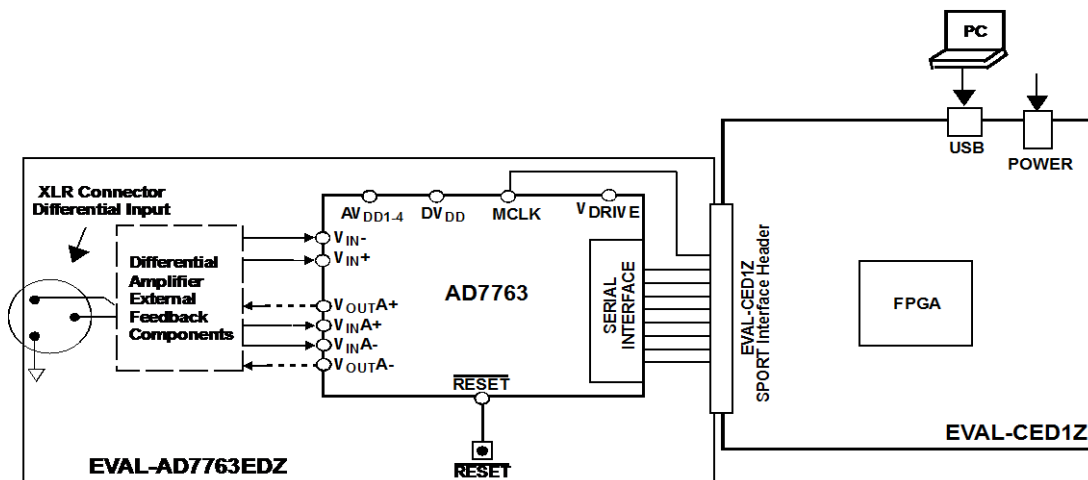 PC
USB
POWER
XLR Connector
Differential Input
AVDD1-4
DVDD
MCLK
VDRIVE
VIN-
VIN+
Differential
Amplifier
External
Feedback
Components
VOUTA+
VINA+
VINA-
VOUTA-
AD7763
SERIAL
INTERFACE
EVAL-CED1Z
SPORT Interface Header
FPGA
RESET
RESET
EVAL-AD7763EDZ
EVAL-CED1Z